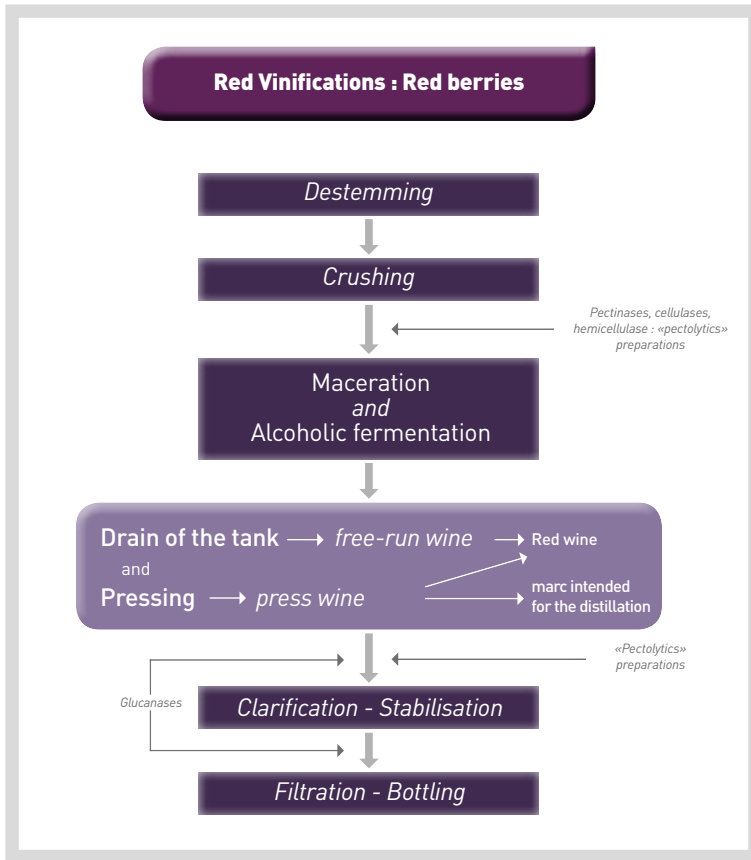 Red Vinifications : Red berries
Destemming
Crushing
Pectinases, cellulases,
hemicellulase : «pectolytics»
preparations
Maceration
and
Alcoholic fermentation
Drain of the tank
free-run wine
Red wine
and
Pressing
press wine
marc intended
for the distillation
«Pectolytics»
preparations
Glucanases
Clarification - Stabilisation
Filtration - Bottling